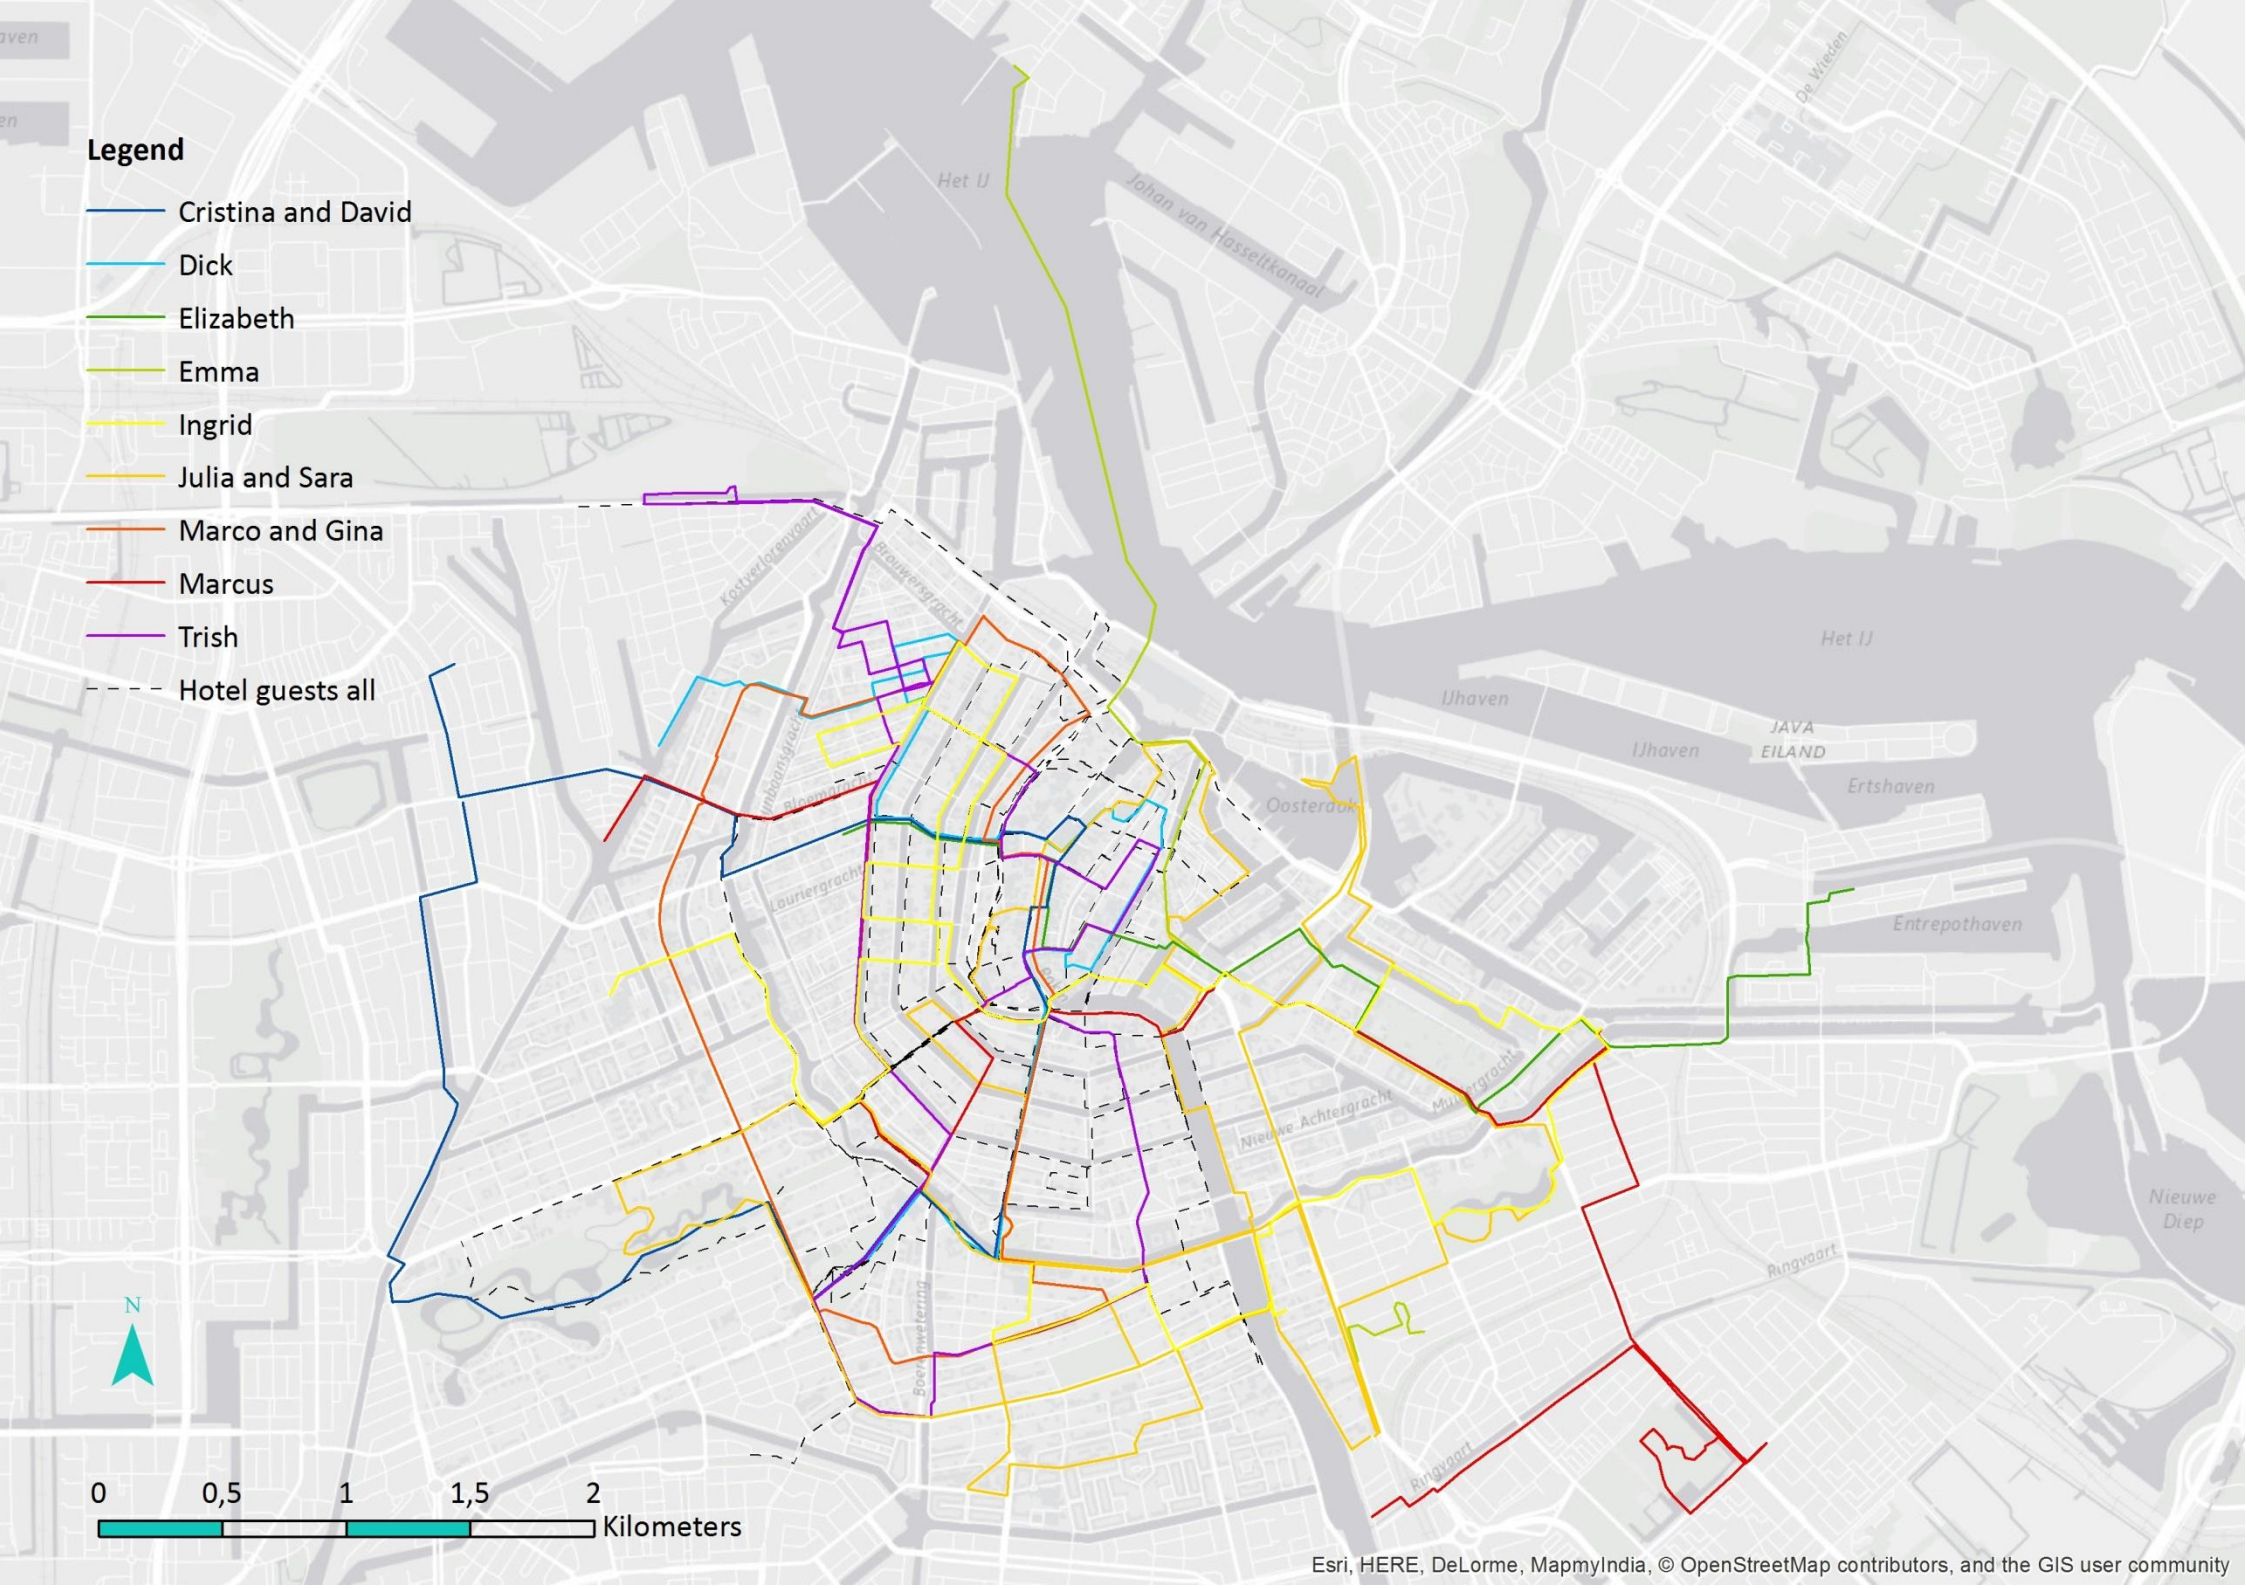 aven
en
Legend
Cristina and David
Dick
Elizabeth
Emma
Ingrid
Julia and Sara
Marco and Gina
Marcus
Trish
Hotel guests all
De Wieden
Het IJ
Johan van Hasseltkanaal
Kostverlorenvaart
Brouwersgracht
Het IJ
IJhaven
JAVA
EILAND
IJhaven
Ertshaven
Oosterdok
Bloemgracht
Lauriergracht
Entrepothaven
Nieuwe Achtergracht
Nieuwe
Diep
Ringvaart
Boerenwetering
Ringvaart
N
0 0,5 1 1,5 2
Kilometers
Esri, HERE, DeLorme, MapmyIndia, © OpenStreetMap contributors, and the GIS user community